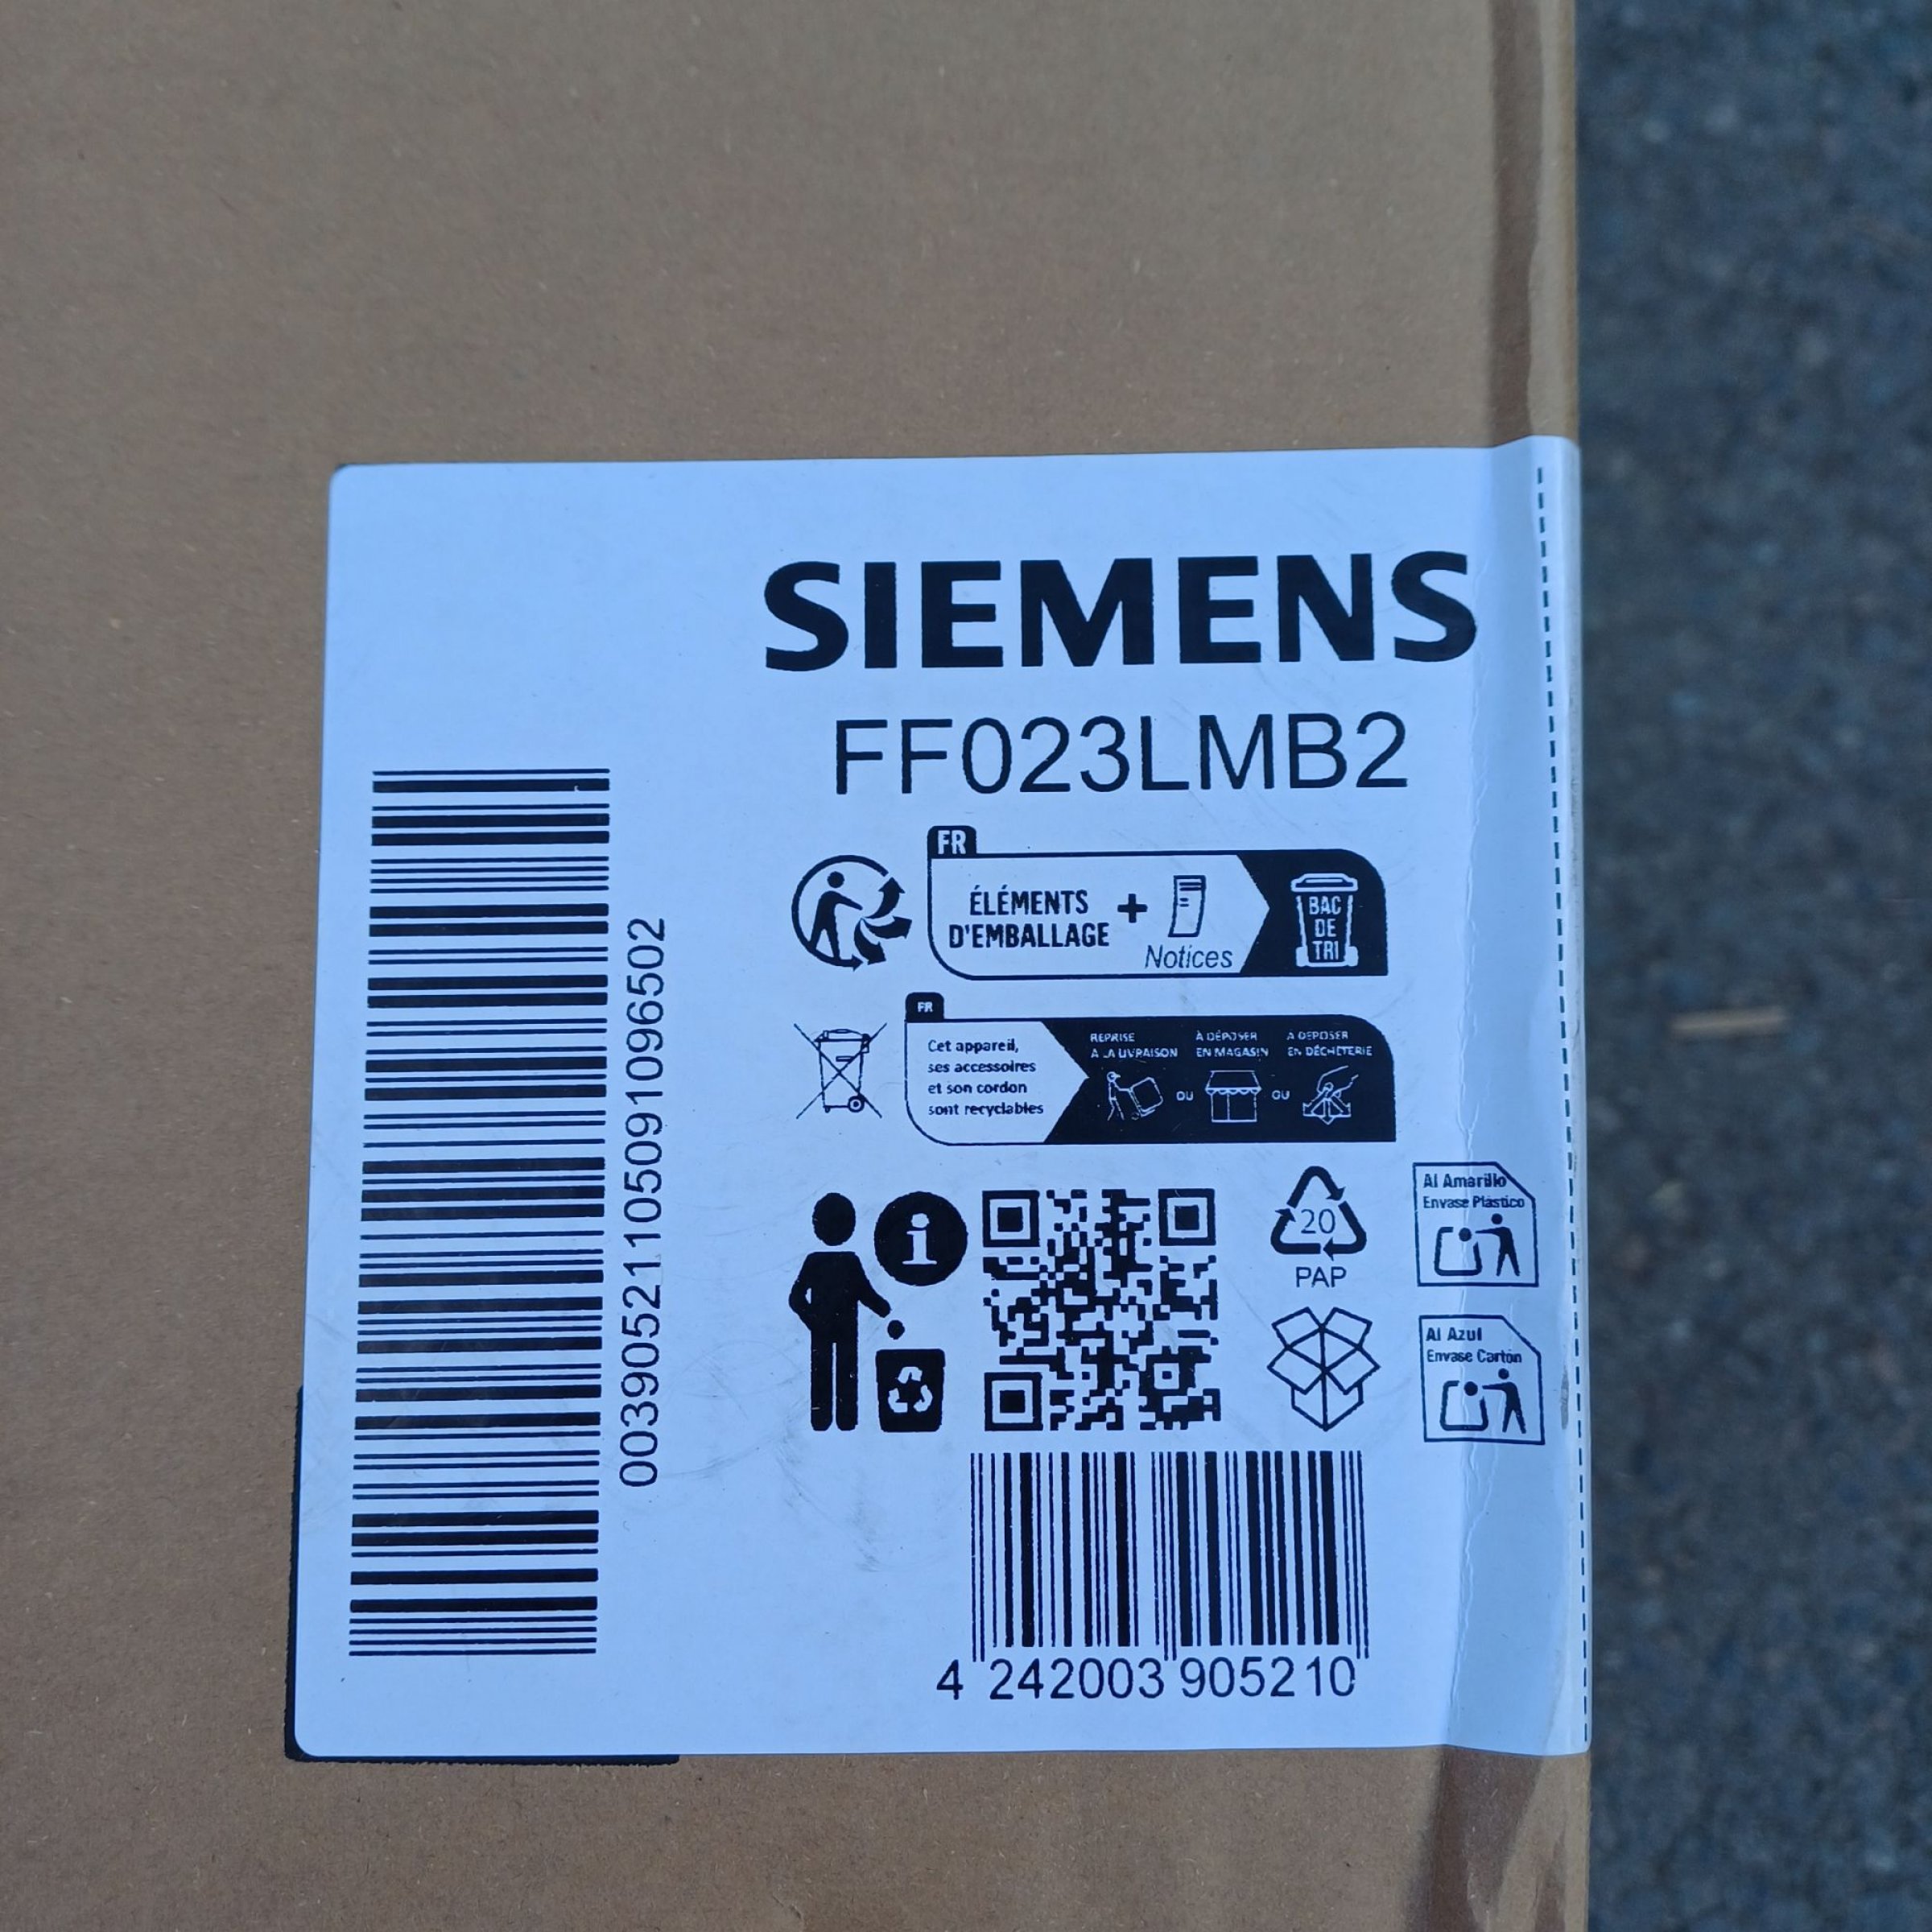 SIEMENS
FF023LMB2
FR
ÉLÉMENTS
D'EMBALLAGE
+
Notices
BAC
DE
TRI
FR
Cet appareil,
ses accessoires
et son cordon
sont recyclables
REPRISE
À LA LIVRAISON
OU
À DÉPOSER
EN MAGASIN
OU
À DÉPOSER
EN DÉCHÈTERIE
i
20
PAP
Al Amarillo
Envase Plástico
Al Azul
Envase Cartón
00390521105091096502
4 242003 905210